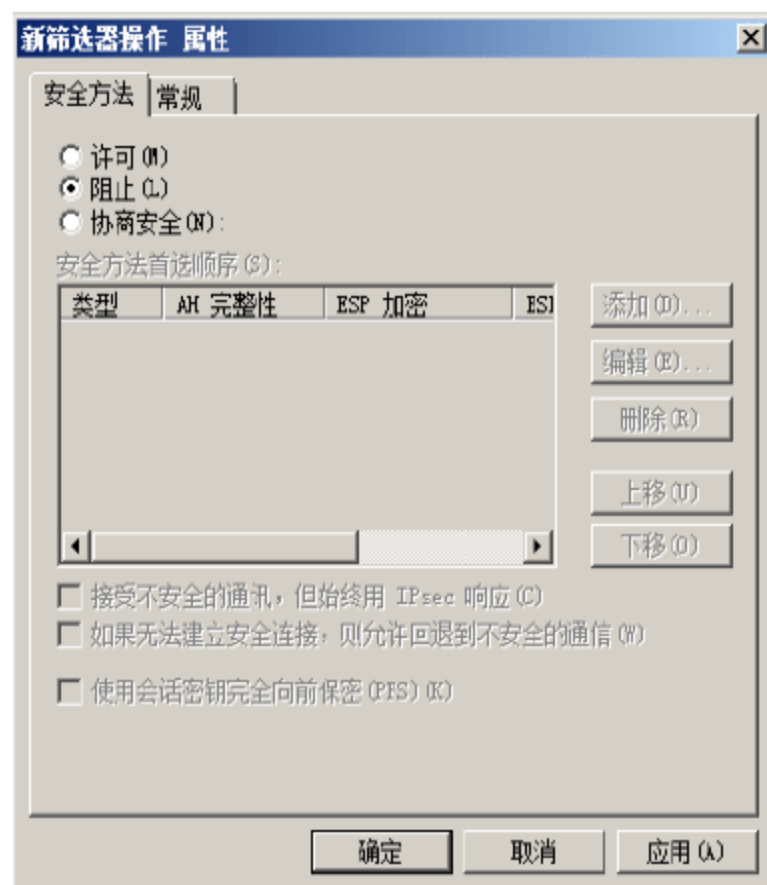 新筛选器操作 属性
安全方法 常规
许可(M)
阻止(L)
协商安全(N):
安全方法首选顺序(S):
类型 AH 完整性 ESP 加密 ESI
添加(D)...
编辑(E)...
删除(R)
上移(U)
下移(O)
接受不安全的通讯，但始终用 IPsec 响应(C)
如果无法建立安全连接，则允许回退到不安全的通信(W)
使用会话密钥完全向前保密(PFS)(K)
确定 取消 应用(A)